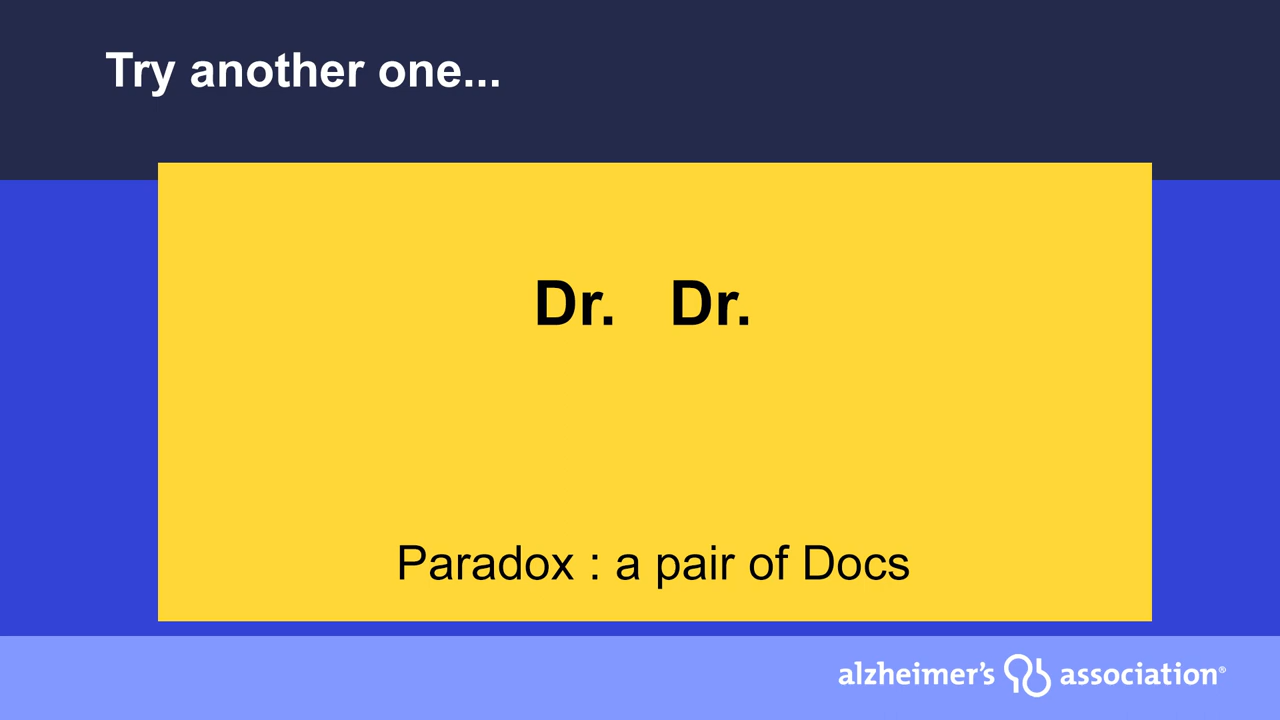 Try another one...
Dr. Dr.
Paradox : a pair of Docs
alzheimer's association®